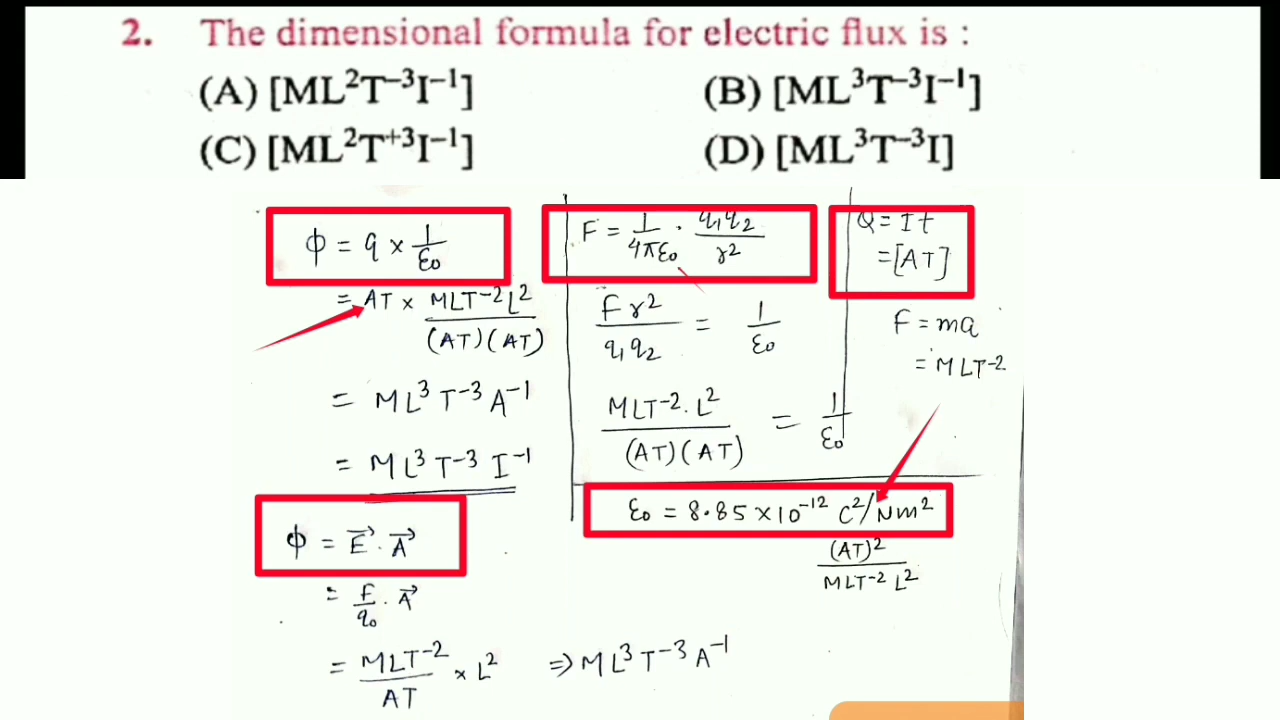 2. The dimensional formula for electric flux is :
(A) [ML²T⁻³I⁻¹] (B) [ML³T⁻³I⁻¹]
(C) [ML²T⁺³I⁻¹] (D) [ML³T⁻³I]
ϕ = q × 1/ε₀
= AT × MLT⁻²L²/(AT)(AT)
= ML³T⁻³A⁻¹
= ML³T⁻³I⁻¹
ϕ = E⃗ . A⃗
= F/q₀ . A⃗
= MLT⁻²/AT × L² ⇒ ML³T⁻³A⁻¹
F = 1/4πε₀ . q₁q₂/r²
Fr²/q₁q₂ = 1/ε₀
MLT⁻².L²/(AT)(AT) = 1/ε₀
Q = It
= [AT]
F = ma
= MLT⁻²
ε₀ = 8.85 × 10⁻¹² C²/Nm²
(AT)²/MLT⁻²L²